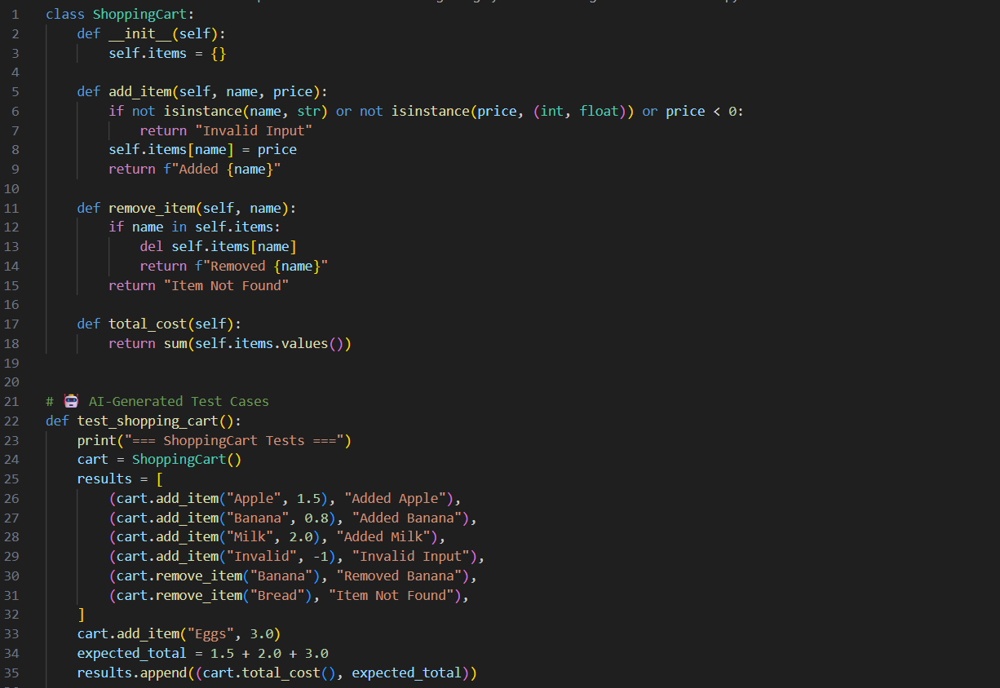 1 class ShoppingCart:
2     def __init__(self):
3         self.items = {}
4
5     def add_item(self, name, price):
6         if not isinstance(name, str) or not isinstance(price, (int, float)) or price < 0:
7             return "Invalid Input"
8         self.items[name] = price
9         return f"Added {name}"
10
11     def remove_item(self, name):
12         if name in self.items:
13             del self.items[name]
14             return f"Removed {name}"
15         return "Item Not Found"
16
17     def total_cost(self):
18         return sum(self.items.values())
19
20
21 # 🤖 AI-Generated Test Cases
22 def test_shopping_cart():
23     print("=== ShoppingCart Tests ===")
24     cart = ShoppingCart()
25     results = [
26         (cart.add_item("Apple", 1.5), "Added Apple"),
27         (cart.add_item("Banana", 0.8), "Added Banana"),
28         (cart.add_item("Milk", 2.0), "Added Milk"),
29         (cart.add_item("Invalid", -1), "Invalid Input"),
30         (cart.remove_item("Banana"), "Removed Banana"),
31         (cart.remove_item("Bread"), "Item Not Found"),
32     ]
33     cart.add_item("Eggs", 3.0)
34     expected_total = 1.5 + 2.0 + 3.0
35     results.append((cart.total_cost(), expected_total))